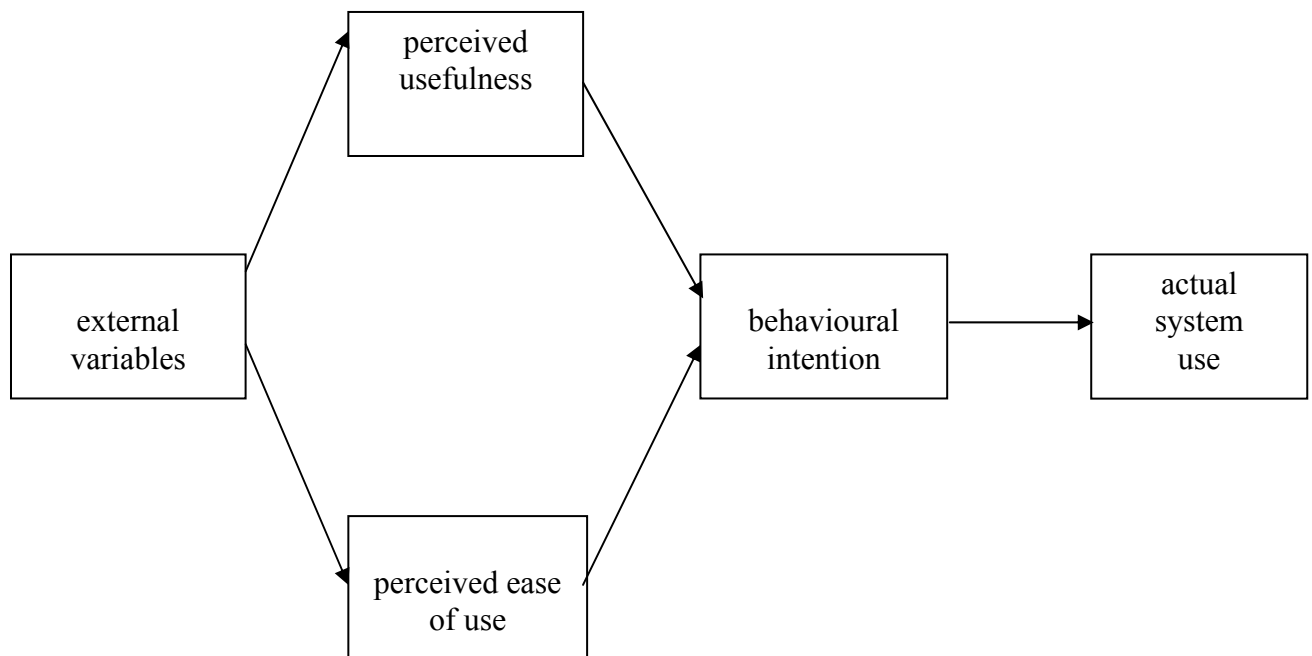 perceived
usefulness
external
variables
behavioural
intention
actual
system
use
perceived ease
of use